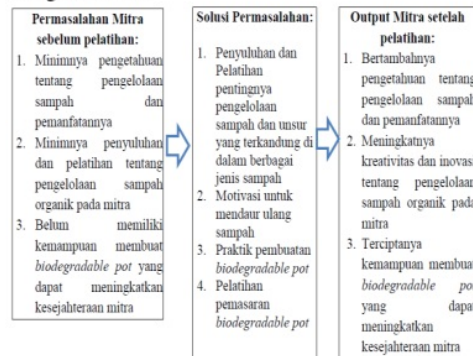 Permasalahan Mitra
sebelum pelatihan:
1. Minimnya pengetahuan
tentang pengelolaan
sampah dan
pemanfatannya
2. Minimnya penyuluhan
dan pelatihan tentang
pengelolaan sampah
organik pada mitra
3. Belum memiliki
kemampuan membuat
biodegradable pot yang
dapat meningkatkan
kesejahteraan mitra
Solusi Permasalahan:
1. Penyuluhan dan
Pelatihan
pentingnya
pengelolaan
sampah dan unsur
yang terkandung di
dalam berbagai
jenis sampah
2. Motivasi untuk
mendaur ulang
sampah
3. Praktik pembuatan
biodegradable pot
4. Pelatihan
pemasaran
biodegradable pot
Output Mitra setelah
pelatihan:
1. Bertambahnya
pengetahuan tentang
pengelolaan sampah
dan pemanfatannya
2. Meningkatnya
kreativitas dan inovasi
tentang pengelolaan
sampah organik pada
mitra
3. Terciptanya
kemampuan membuat
biodegradable pot
yang dapat
meningkatkan
kesejahteraan mitra